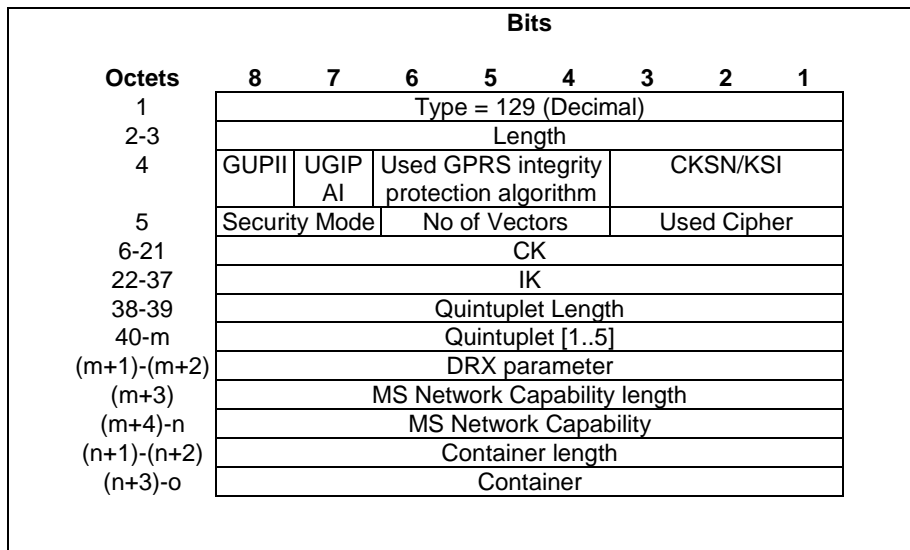 Bits
Octets 8 7 6 5 4 3 2 1
1 Type = 129 (Decimal)
2-3 Length
4 GUPII UGIP Used GPRS integrity CKSN/KSI
AI protection algorithm
5 Security Mode No of Vectors Used Cipher
6-21 CK
22-37 IK
38-39 Quintuplet Length
40-m Quintuplet [1..5]
(m+1)-(m+2) DRX parameter
(m+3) MS Network Capability length
(m+4)-n MS Network Capability
(n+1)-(n+2) Container length
(n+3)-o Container